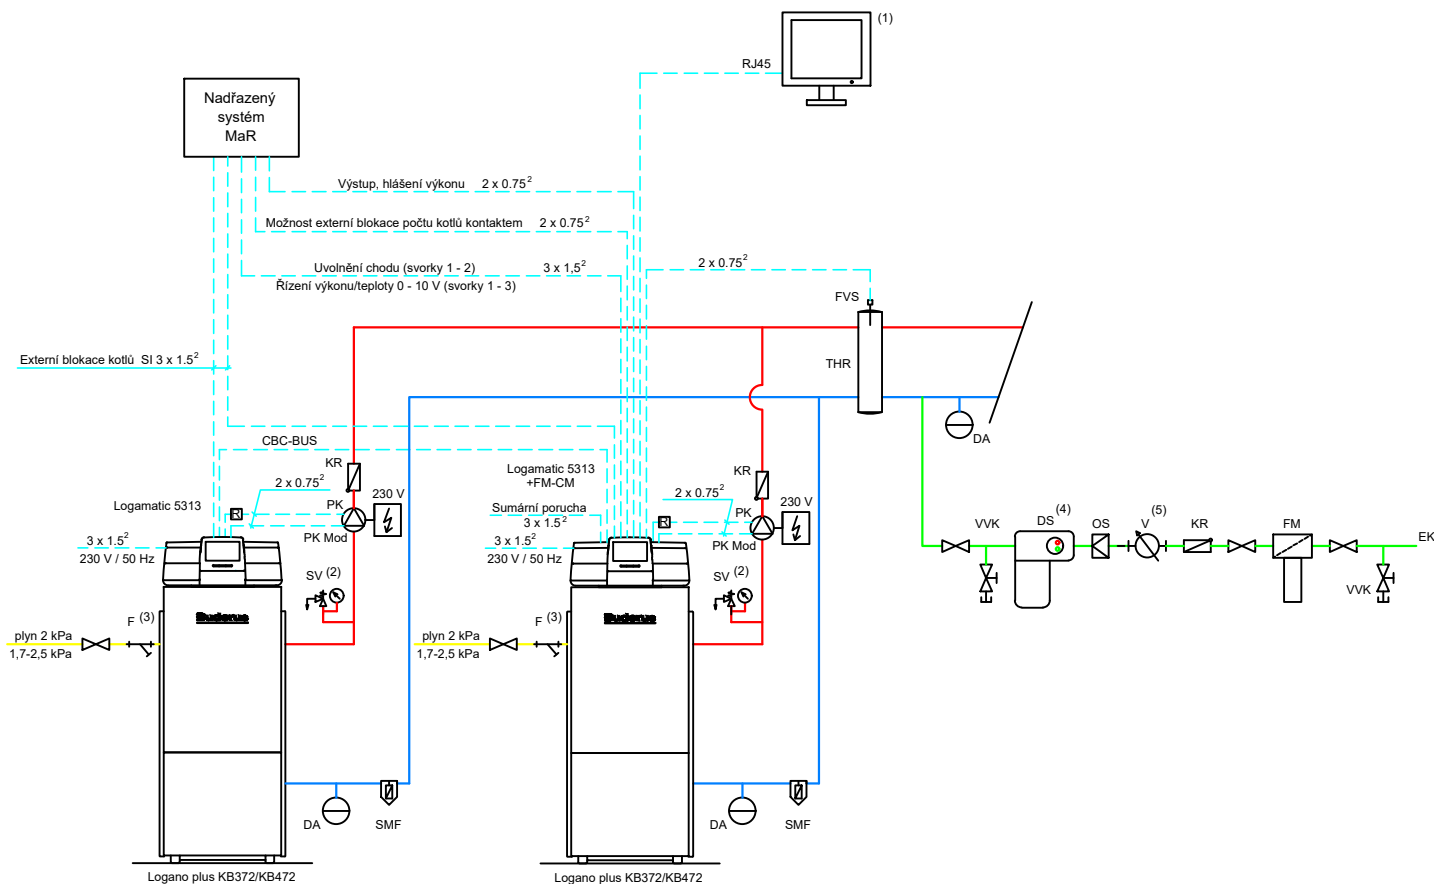 (1)
RJ45
Nadřazený
systém
MaR
Výstup, hlášení výkonu 2 x 0.75²
Možnost externí blokace počtu kotlů kontaktem 2 x 0.75²
Uvolnění chodu (svorky 1 - 2) 3 x 1,5²
Řízení výkonu/teploty 0 - 10 V (svorky 1 - 3)
2 x 0.75²
FVS
THR
Externí blokace kotlů SI 3 x 1.5²
DA
CBC-BUS
KR
Logamatic 5313
2 x 0.75²
230 V
R
PK
PK Mod
3 x 1.5²
230 V / 50 Hz
SV (2)
F (3)
Buderus
plyn 2 kPa
1,7-2,5 kPa
DA
SMF
Logano plus KB372/KB472
Logamatic 5313
+FM-CM
KR
2 x 0.75²
230 V
Sumární porucha
3 x 1.5²
R
PK
PK Mod
3 x 1.5²
230 V / 50 Hz
SV (2)
F (3)
Buderus
plyn 2 kPa
1,7-2,5 kPa
DA
SMF
Logano plus KB372/KB472
VVK
DS (4)
OS
V (5)
KR
FM
EK
VVK